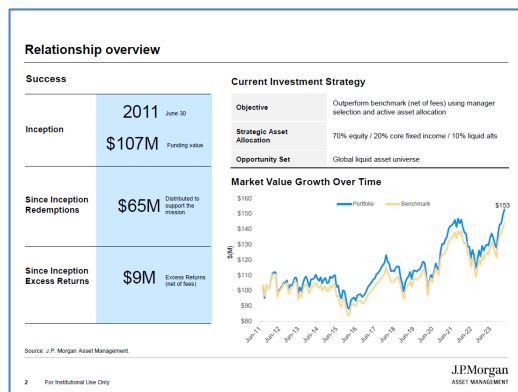 Relationship overview
Success
Inception
2011 June 30
$107M Funding value
Since Inception
Redemptions
$65M
Distributed to
support the
mission
Since Inception
Excess Returns
$9M
Excess Returns
(net of fees)
Current Investment Strategy
Objective
Outperform benchmark (net of fees) using manager
selection and active asset allocation
Strategic Asset
Allocation
70% equity / 20% core fixed income / 10% liquid alts
Opportunity Set
Global liquid asset universe
Market Value Growth Over Time
Portfolio
Benchmark
$153
$(M)
$160
$150
$140
$130
$120
$110
$100
$90
$80
Jun-11
Jun-12
Jun-13
Jun-14
Jun-15
Jun-16
Jun-17
Jun-18
Jun-19
Jun-20
Jun-21
Jun-22
Jun-23
Source: J.P. Morgan Asset Management.
2 For Institutional Use Only
J.P.Morgan
ASSET MANAGEMENT